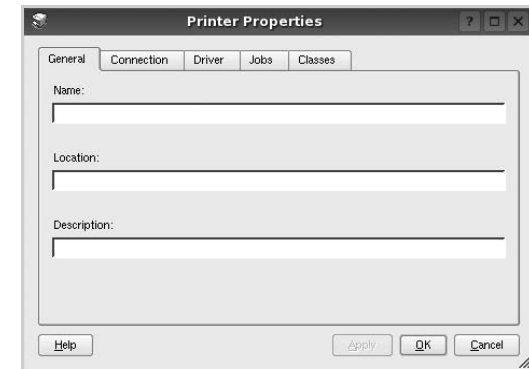 Printer Properties ?
General Connection Driver Jobs Classes
Name:
Location:
Description:
Help Apply OK Cancel